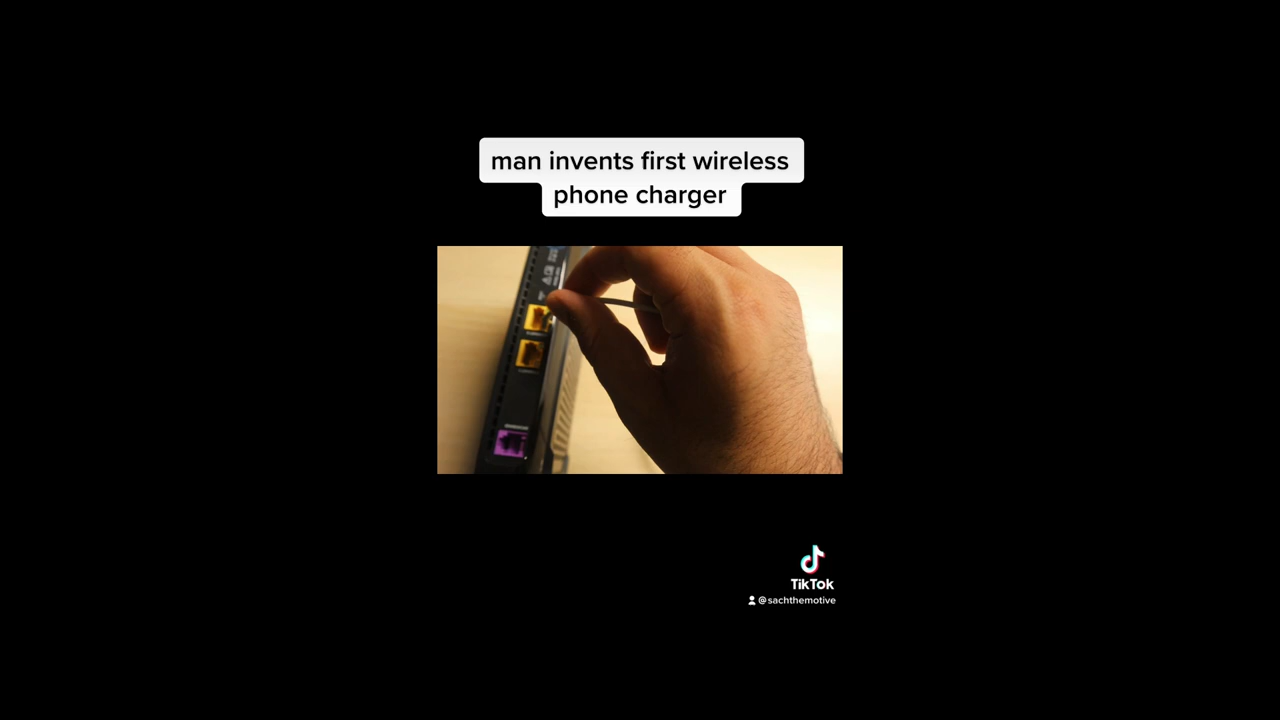 man invents first wireless
phone charger
TikTok
@sachthemotive